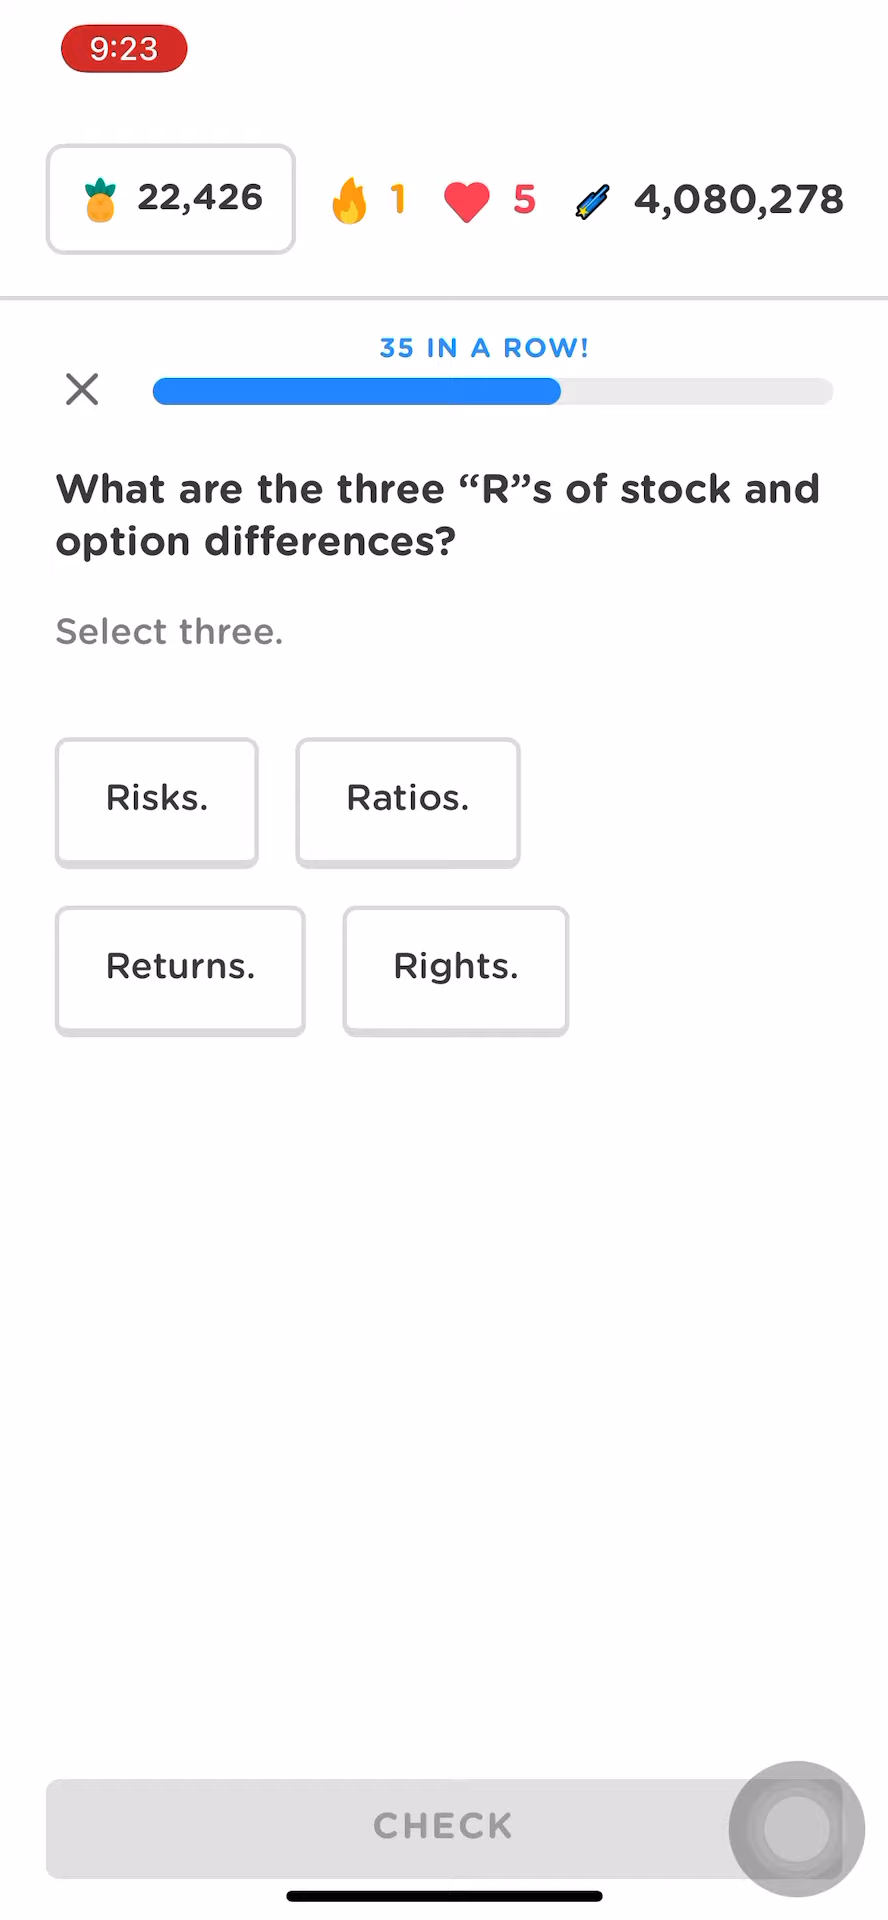 9:23
22,426 1 5 4,080,278
35 IN A ROW!
What are the three “R”s of stock and
option differences?
Select three.
Risks. Ratios.
Returns. Rights.
CHECK